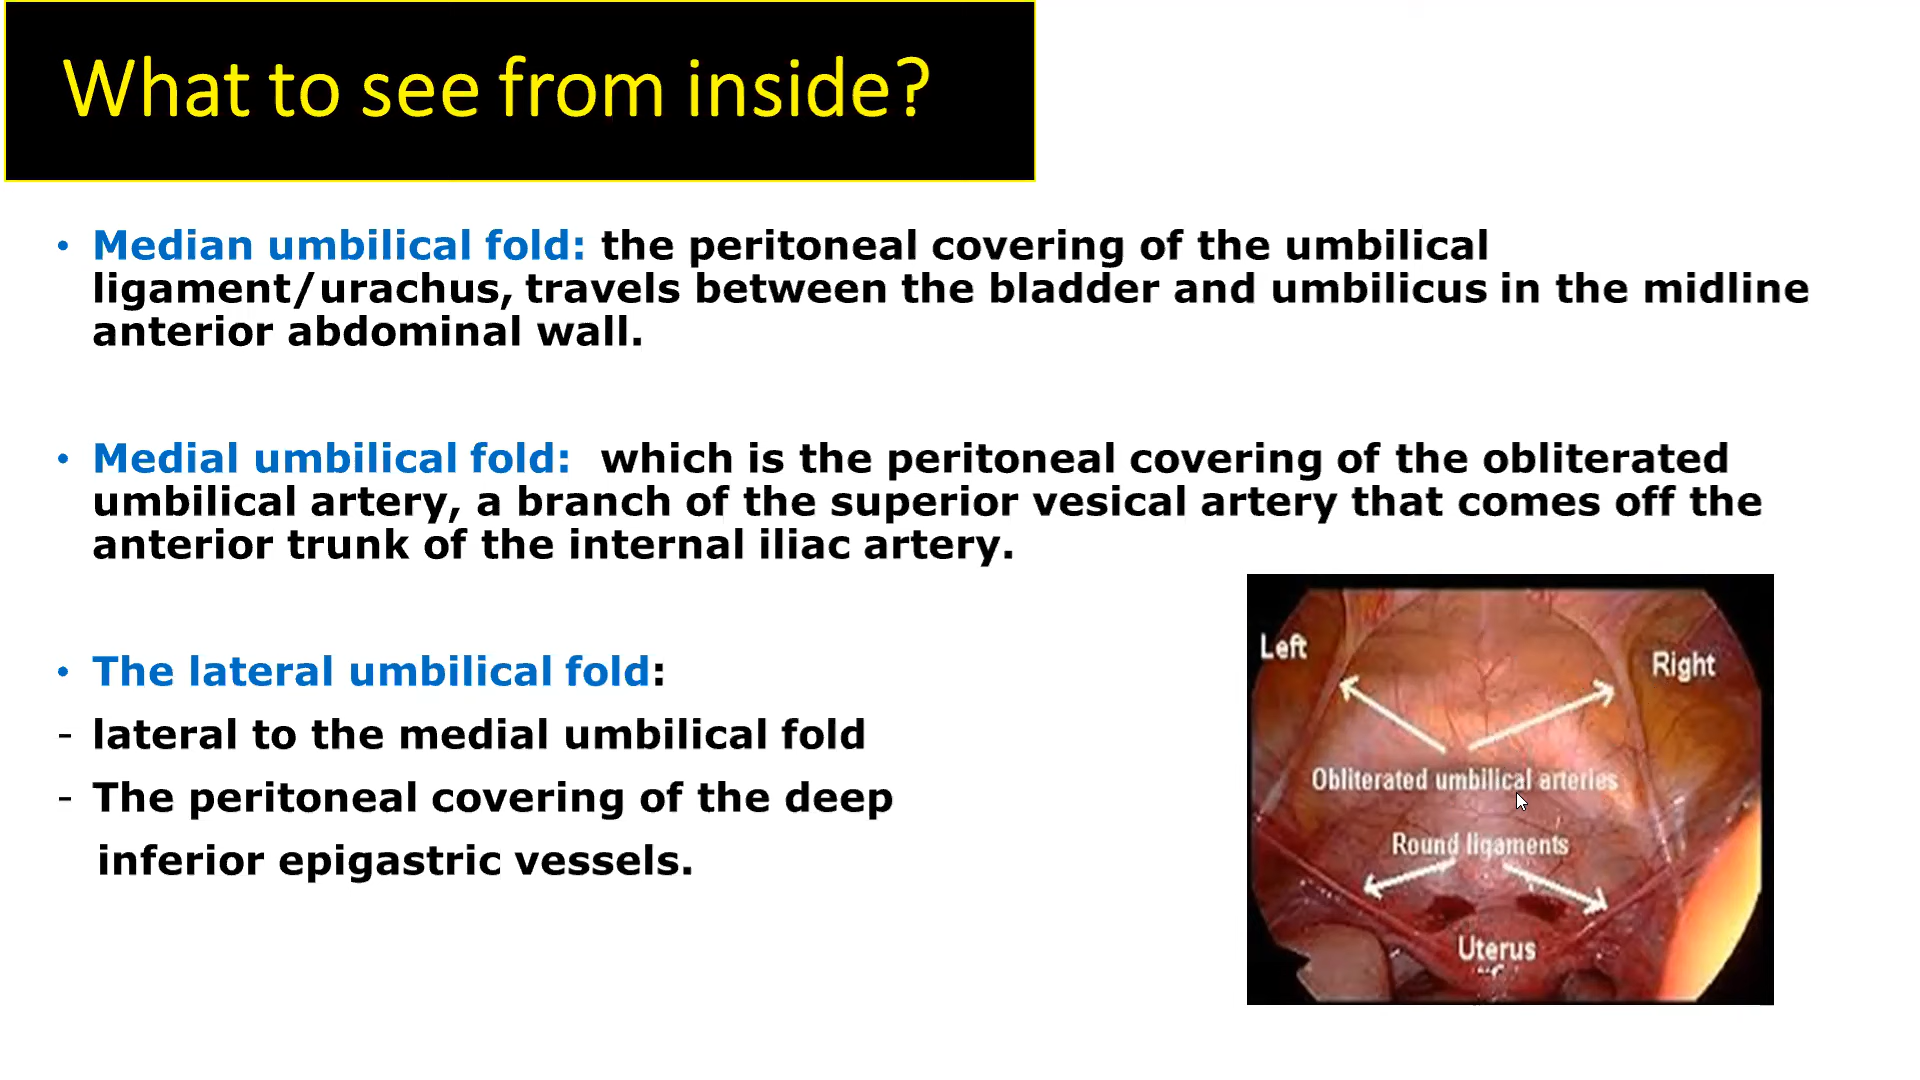 What to see from inside?
• Median umbilical fold: the peritoneal covering of the umbilical
ligament/urachus, travels between the bladder and umbilicus in the midline
anterior abdominal wall.
• Medial umbilical fold: which is the peritoneal covering of the obliterated
umbilical artery, a branch of the superior vesical artery that comes off the
anterior trunk of the internal iliac artery.
• The lateral umbilical fold:
- lateral to the medial umbilical fold
- The peritoneal covering of the deep
inferior epigastric vessels.
Left
Right
Obliterated umbilical arteries
Round ligaments
Uterus